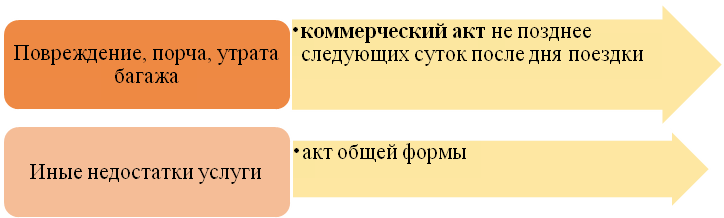 Повреждение, порча, утрата
багажа
•коммерческий акт не позднее
следующих суток после дня поездки
Иные недостатки услуги
•акт общей формы